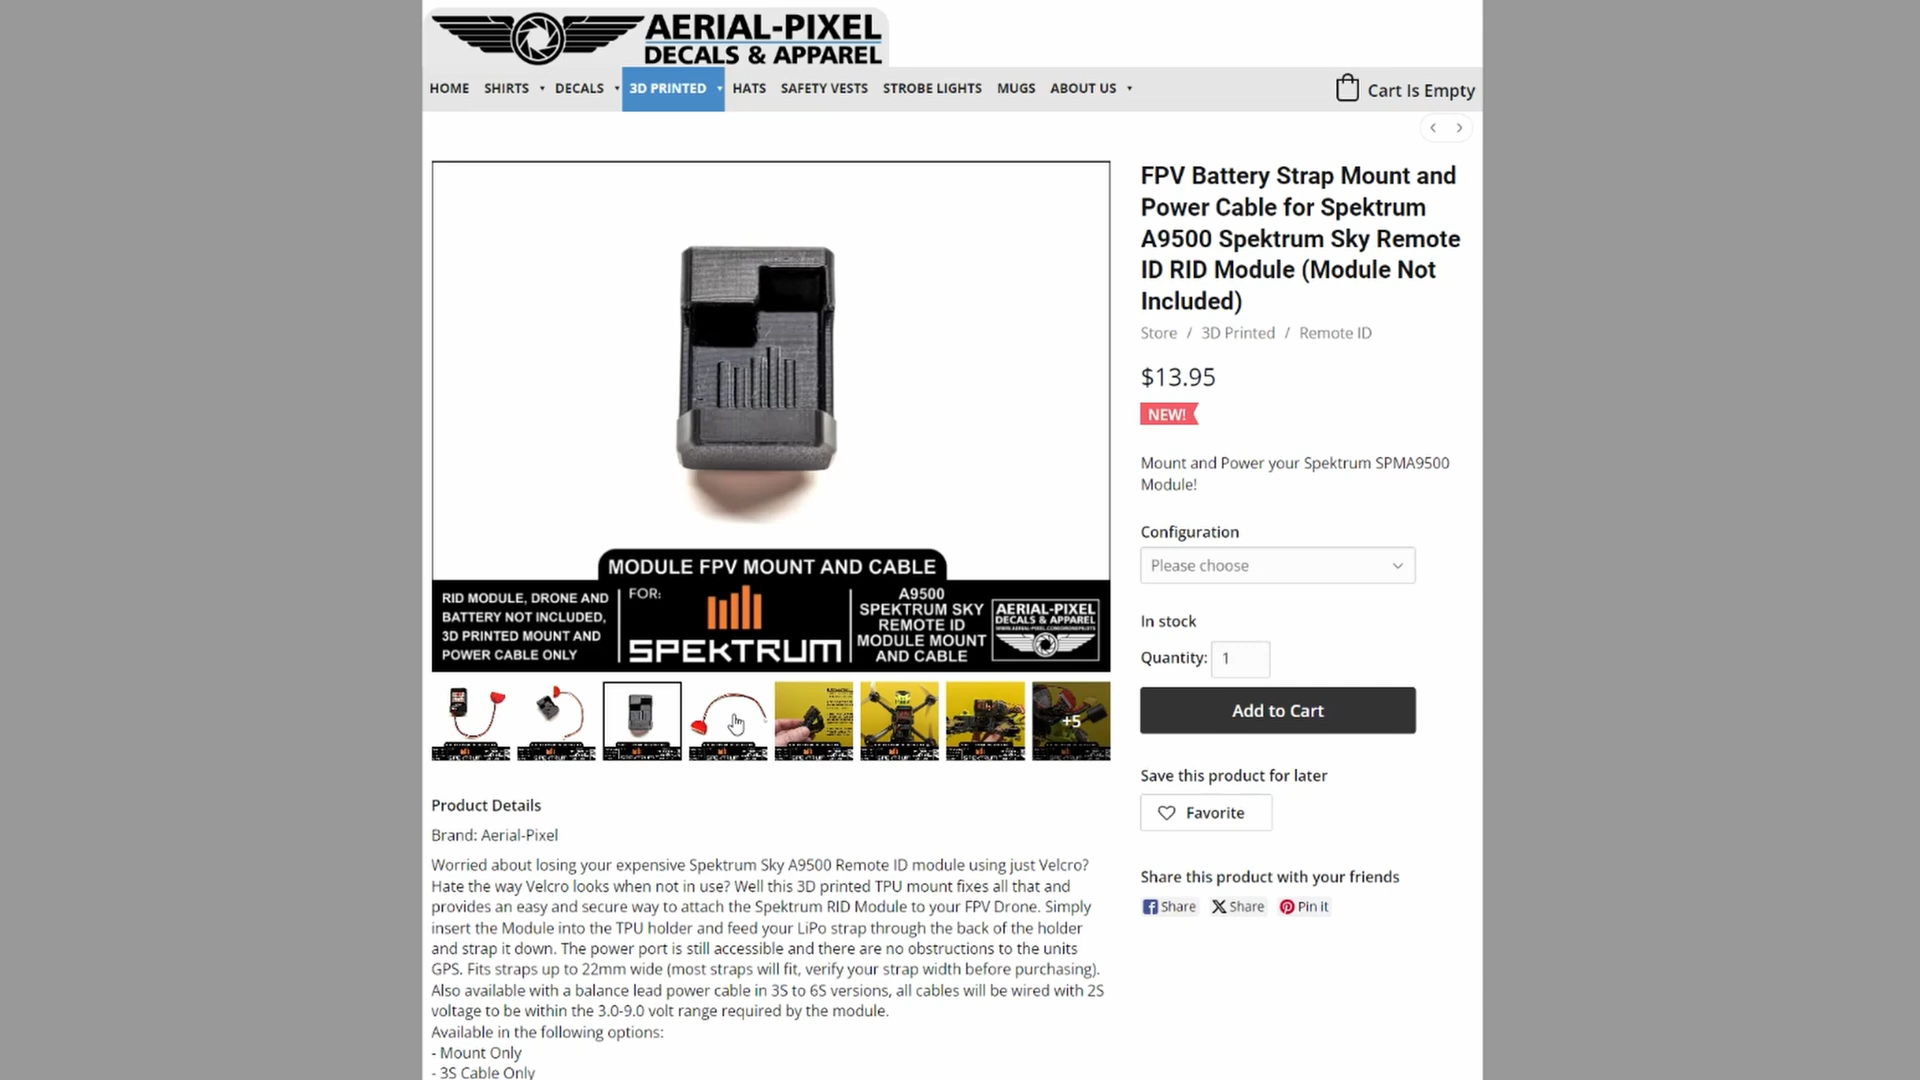 AERIAL-PIXEL
DECALS & APPAREL
HOME SHIRTS DECALS 3D PRINTED HATS SAFETY VESTS STROBE LIGHTS MUGS ABOUT US
Cart Is Empty
FPV Battery Strap Mount and
Power Cable for Spektrum
A9500 Spektrum Sky Remote
ID RID Module (Module Not
Included)
Store / 3D Printed / Remote ID
$13.95
NEW!
Mount and Power your Spektrum SPMA9500
Module!
Configuration
Please choose
In stock
Quantity: 1
Add to Cart
Save this product for later
Favorite
Share this product with your friends
Share Share Pin it
MODULE FPV MOUNT AND CABLE
RID MODULE, DRONE AND
BATTERY NOT INCLUDED,
3D PRINTED MOUNT AND
POWER CABLE ONLY
FOR:
SPEKTRUM
A9500
SPEKTRUM SKY
REMOTE ID
MODULE MOUNT
AND CABLE
AERIAL-PIXEL
DECALS & APPAREL
+5
Product Details
Brand: Aerial-Pixel
Worried about losing your expensive Spektrum Sky A9500 Remote ID module using just Velcro?
Hate the way Velcro looks when not in use? Well this 3D printed TPU mount fixes all that and
provides an easy and secure way to attach the Spektrum RID Module to your FPV Drone. Simply
insert the Module into the TPU holder and feed your LiPo strap through the back of the holder
and strap it down. The power port is still accessible and there are no obstructions to the units
GPS. Fits straps up to 22mm wide (most straps will fit, verify your strap width before purchasing).
Also available with a balance lead power cable in 3S to 6S versions, all cables will be wired with 2S
voltage to be within the 3.0-9.0 volt range required by the module.
Available in the following options:
- Mount Only
- 3S Cable Only